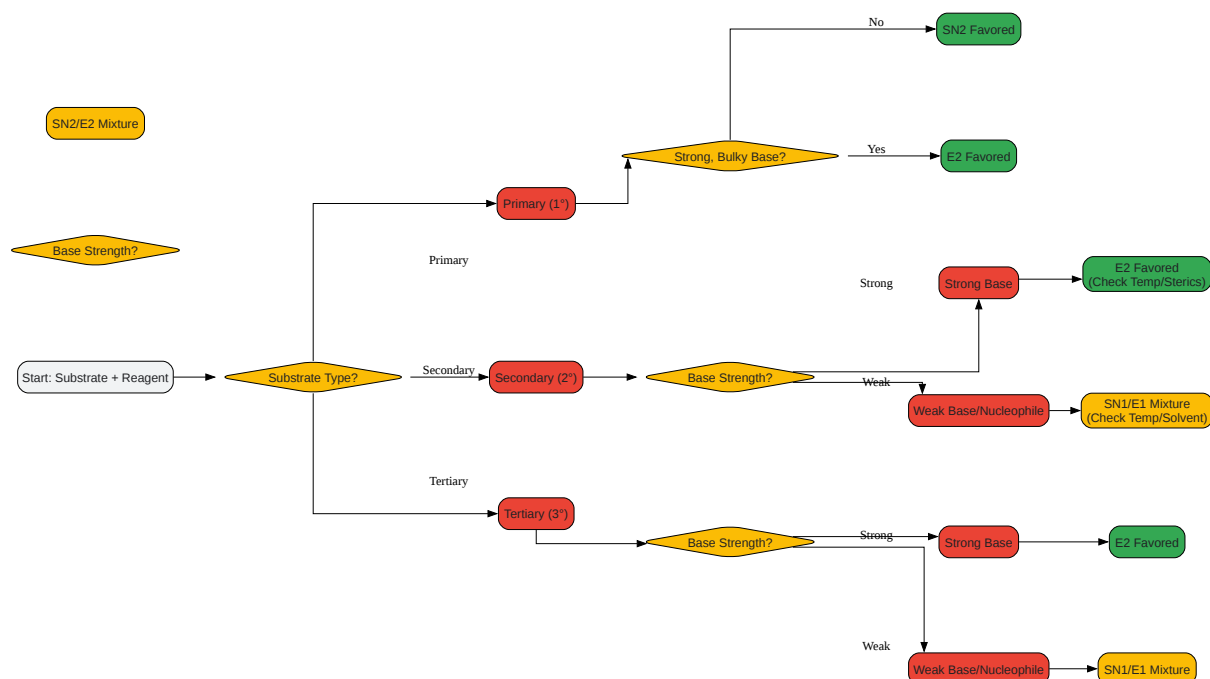 No
SN2 Favored
SN2/E2 Mixture
Strong, Bulky Base?
Yes
E2 Favored
Primary (1°)
Base Strength?
Primary
Strong
Strong Base
E2 Favored
(Check Temp/Sterics)
Start: Substrate + Reagent
Substrate Type?
Secondary
Secondary (2°)
Base Strength?
Weak
Weak Base/Nucleophile
SN1/E1 Mixture
(Check Temp/Solvent)
Tertiary
Tertiary (3°)
Base Strength?
Strong
Strong Base
E2 Favored
Weak
Weak Base/Nucleophile
SN1/E1 Mixture